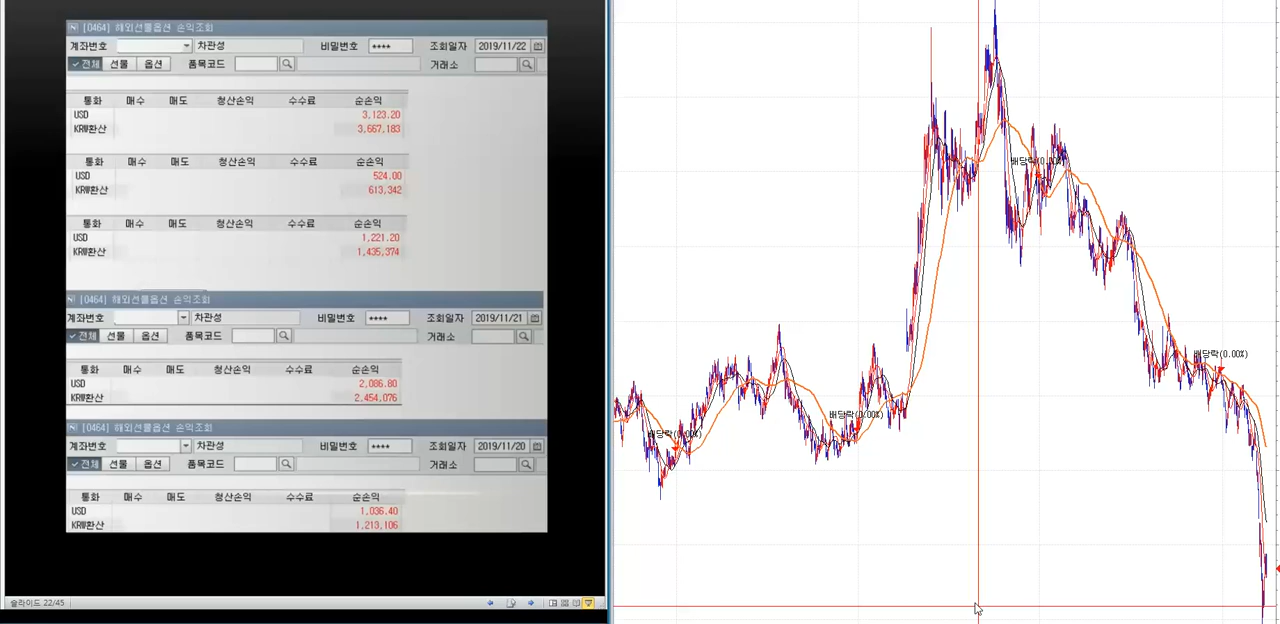 [0464] 해외선물옵션 손익조회
계좌번호 차관성 비밀번호 **** 조회일자 2019/11/22
✓전체 선물 옵션 품목코드 거래소
통화 매수 매도 청산손익 수수료 순손익
USD 3,123.20
KRW환산 3,667,183
통화 매수 매도 청산손익 수수료 순손익
USD 524.00
KRW환산 613,342
통화 매수 매도 청산손익 수수료 순손익
USD 1,221.20
KRW환산 1,435,374
[0464] 해외선물옵션 손익조회
계좌번호 차관성 비밀번호 **** 조회일자 2019/11/21
✓전체 선물 옵션 품목코드 거래소
통화 매수 매도 청산손익 수수료 순손익
USD 2,086.80
KRW환산 2,454,076
[0464] 해외선물옵션 손익조회
계좌번호 차관성 비밀번호 **** 조회일자 2019/11/20
✓전체 선물 옵션 품목코드 거래소
통화 매수 매도 청산손익 수수료 순손익
USD 1,036.40
KRW환산 1,213,106
슬라이드 22/45
배당락(0.00%)
배당락(0.00%)
배당락(0.00%)
배당락(0.00%)